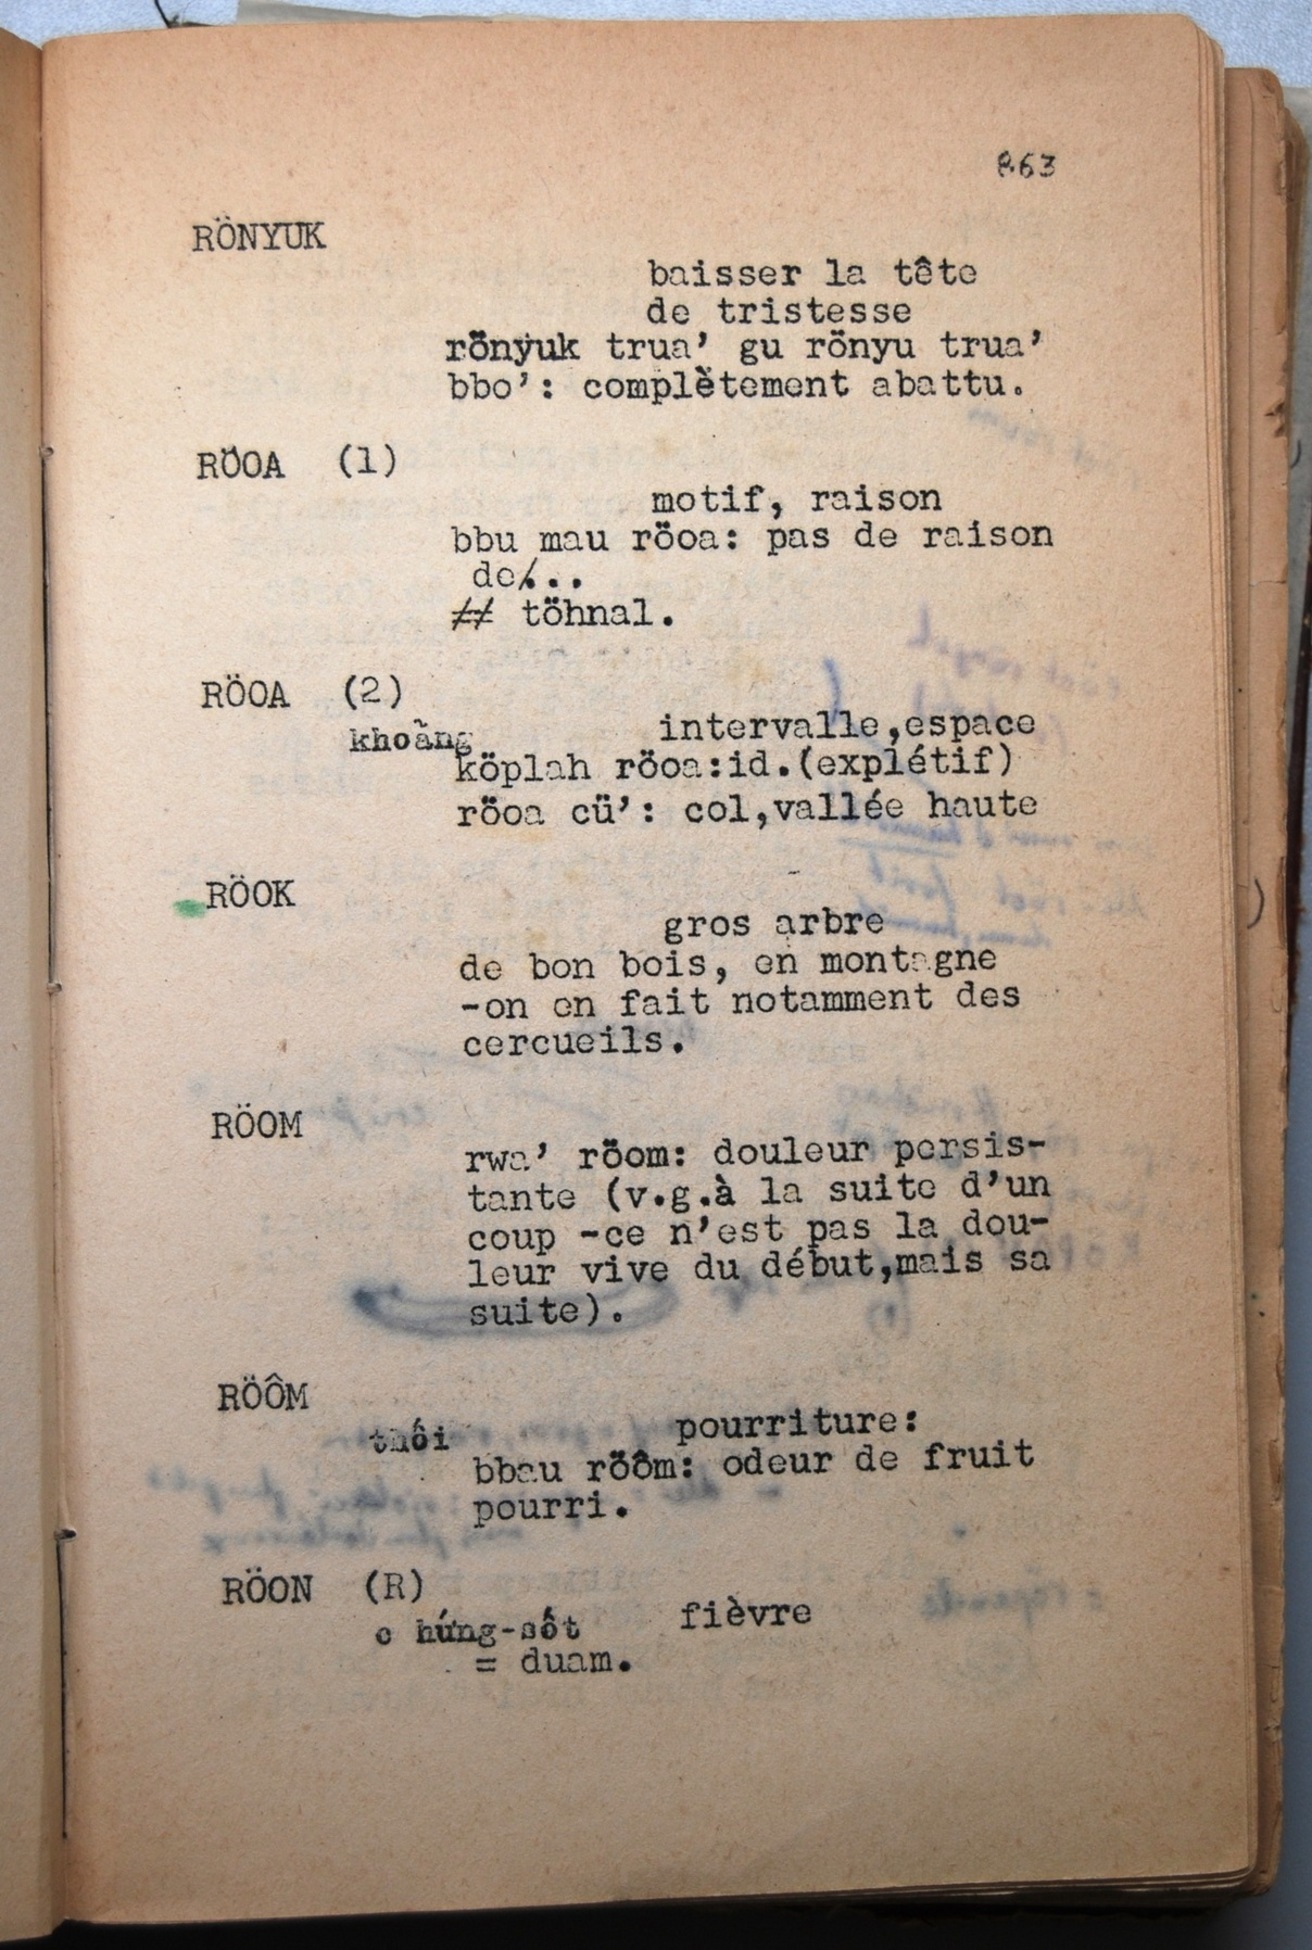 863
RÖNYUK
baisser la tête
de tristesse
rönyuk trua' gu rönyu trua'
bbo': complètement abattu.
RÖOA (1)
motif, raison
bbu mau röoa: pas de raison
de...
## töhnal.
RÖOA (2)
khoảng intervalle,espace
köplah röoa:id.(explétif)
röoa cü': col,vallée haute
RÖOK
gros arbre
de bon bois, en montagne
-on en fait notamment des
cercueils.
RÖOM
rwa' röom: douleur persis-
tante (v.g.à la suite d'un
coup -ce n'est pas la dou-
leur vive du début,mais sa
suite).
RÖÔM
thối pourriture:
bbau röôm: odeur de fruit
pourri.
RÖON (R)
c hứng-sốt fièvre
= duam.